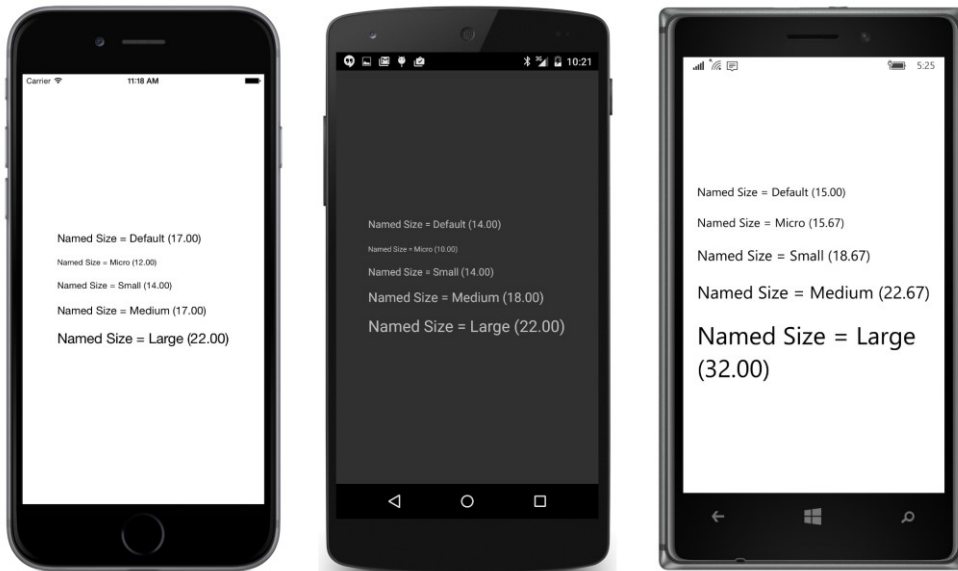 Carrier
11:18 AM
Named Size = Default (17.00)
Named Size = Micro (12.00)
Named Size = Small (14.00)
Named Size = Medium (17.00)
Named Size = Large (22.00)
3G
10:21
Named Size = Default (14.00)
Named Size = Micro (10.00)
Named Size = Small (14.00)
Named Size = Medium (18.00)
Named Size = Large (22.00)
5:25
Named Size = Default (15.00)
Named Size = Micro (15.67)
Named Size = Small (18.67)
Named Size = Medium (22.67)
Named Size = Large
(32.00)